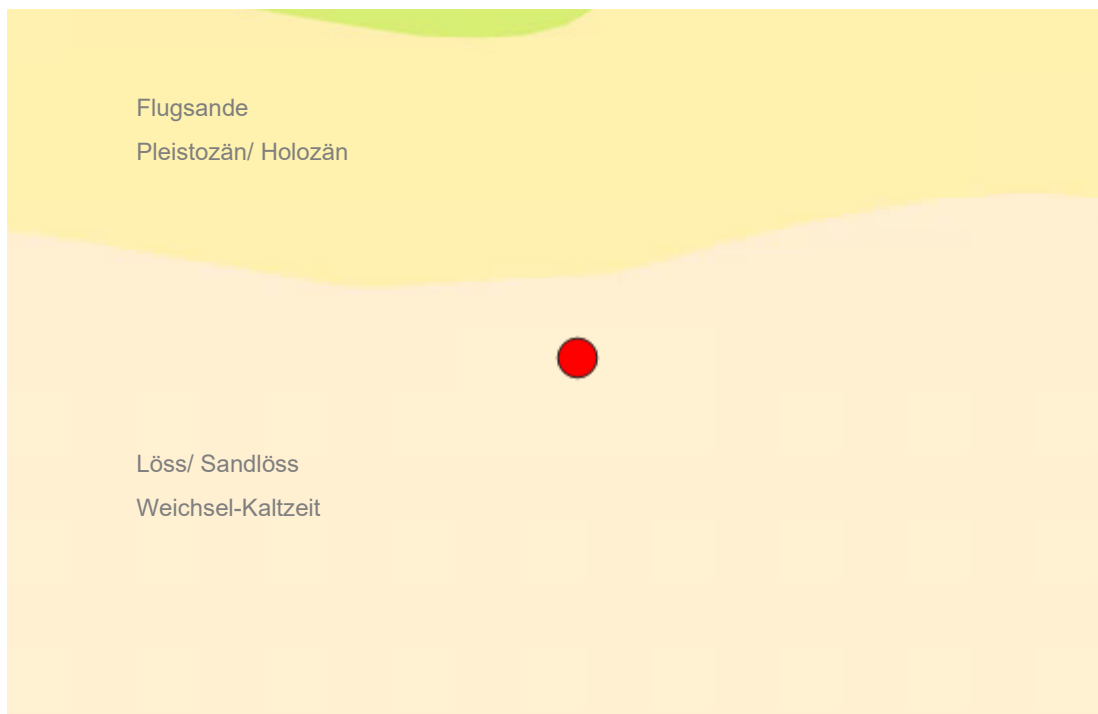 Flugsande
Pleistozän/ Holozän
Löss/ Sandlöss
Weichsel-Kaltzeit